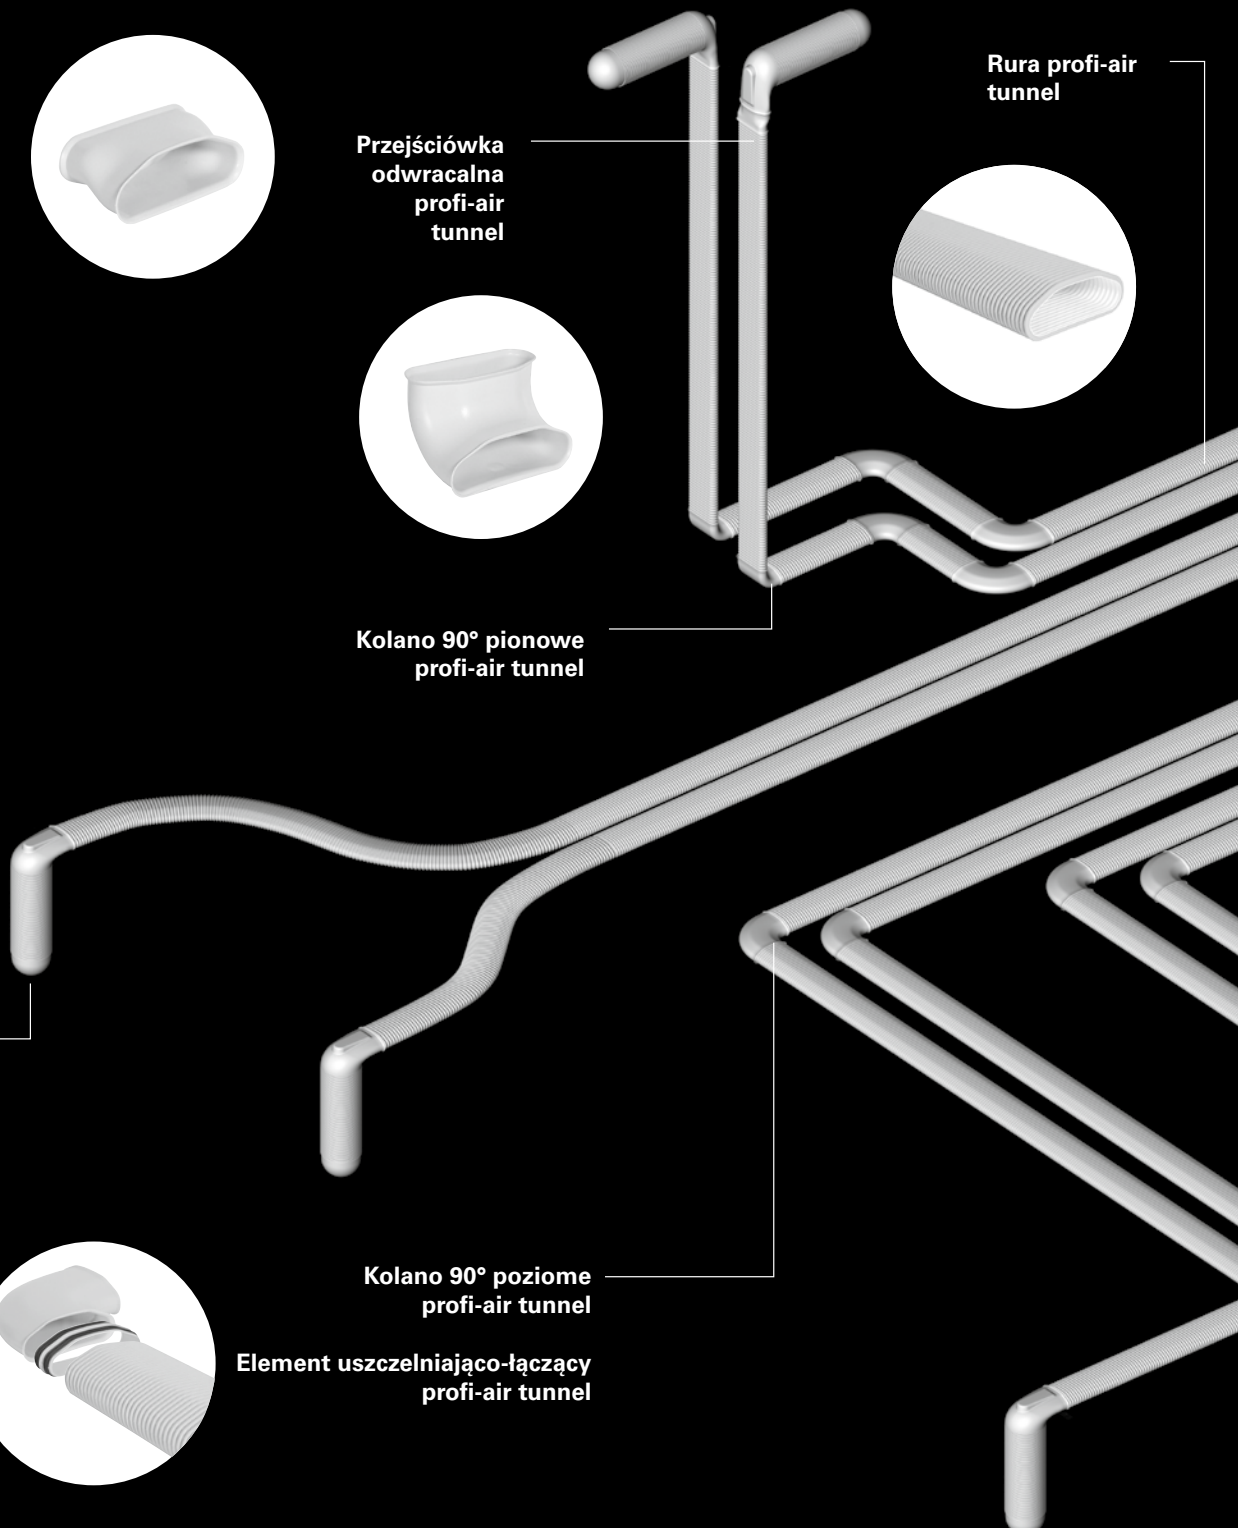 Rura profi-air
tunnel
Przejściówka
odwracalna
profi-air
tunnel
Kolano 90° pionowe
profi-air tunnel
Kolano 90° poziome
profi-air tunnel
Element uszczelniająco-łączący
profi-air tunnel